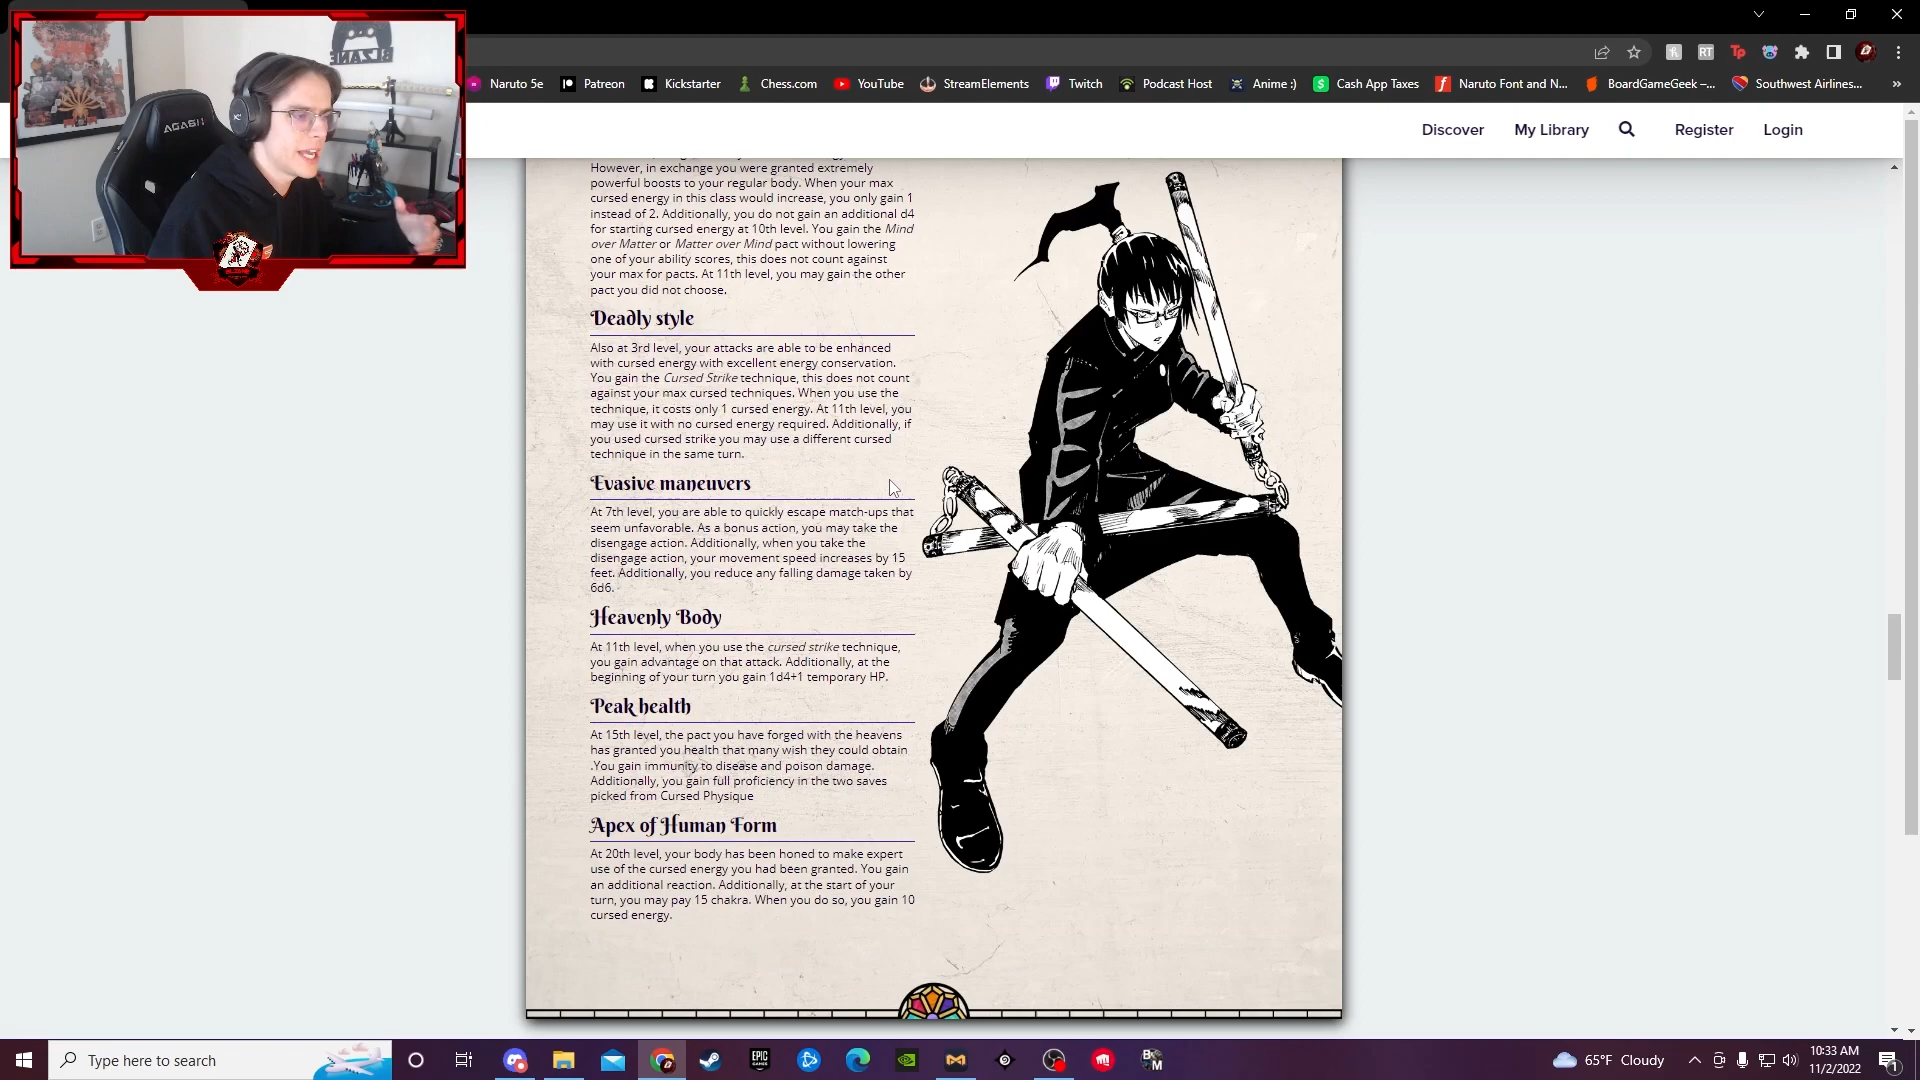 BIZANE
AGASH
Naruto 5e
Patreon
Kickstarter
Chess.com
YouTube
StreamElements
Twitch
Podcast Host
Anime :)
Cash App Taxes
Naruto Font and N...
BoardGameGeek –...
Southwest Airlines...
»
RT
Tp
Discover
My Library
Register
Login
However, in exchange you were granted extremely
powerful boosts to your regular body. When your max
cursed energy in this class would increase, you only gain 1
instead of 2. Additionally, you do not gain an additional d4
for starting cursed energy at 10th level. You gain the Mind
over Matter or Matter over Mind pact without lowering
one of your ability scores, this does not count against
your max for pacts. At 11th level, you may gain the other
pact you did not choose.
Deadly style
Also at 3rd level, your attacks are able to be enhanced
with cursed energy with excellent energy conservation.
You gain the Cursed Strike technique, this does not count
against your max cursed techniques. When you use the
technique, it costs only 1 cursed energy. At 11th level, you
may use it with no cursed energy required. Additionally, if
you used cursed strike you may use a different cursed
technique in the same turn.
Evasive maneuvers
At 7th level, you are able to quickly escape match-ups that
seem unfavorable. As a bonus action, you may take the
disengage action. Additionally, when you take the
disengage action, your movement speed increases by 15
feet. Additionally, you reduce any falling damage taken by
6d6.
Heavenly Body
At 11th level, when you use the cursed strike technique,
you gain advantage on that attack. Additionally, at the
beginning of your turn you gain 1d4+1 temporary HP.
Peak health
At 15th level, the pact you have forged with the heavens
has granted you health that many wish they could obtain
.You gain immunity to disease and poison damage.
Additionally, you gain full proficiency in the two saves
picked from Cursed Physique
Apex of Human Form
At 20th level, your body has been honed to make expert
use of the cursed energy you had been granted. You gain
an additional reaction. Additionally, at the start of your
turn, you may pay 15 chakra. When you do so, you gain 10
cursed energy.
Type here to search
EPIC GAMES
65°F Cloudy
10:33 AM
11/2/2022
1